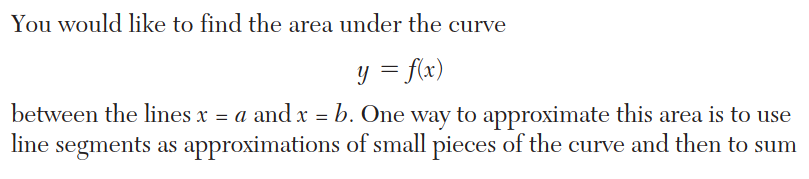 You would like to find the area under the curve
y = f(x)
between the lines x = a and x = b. One way to approximate this area is to use
line segments as approximations of small pieces of the curve and then to sum